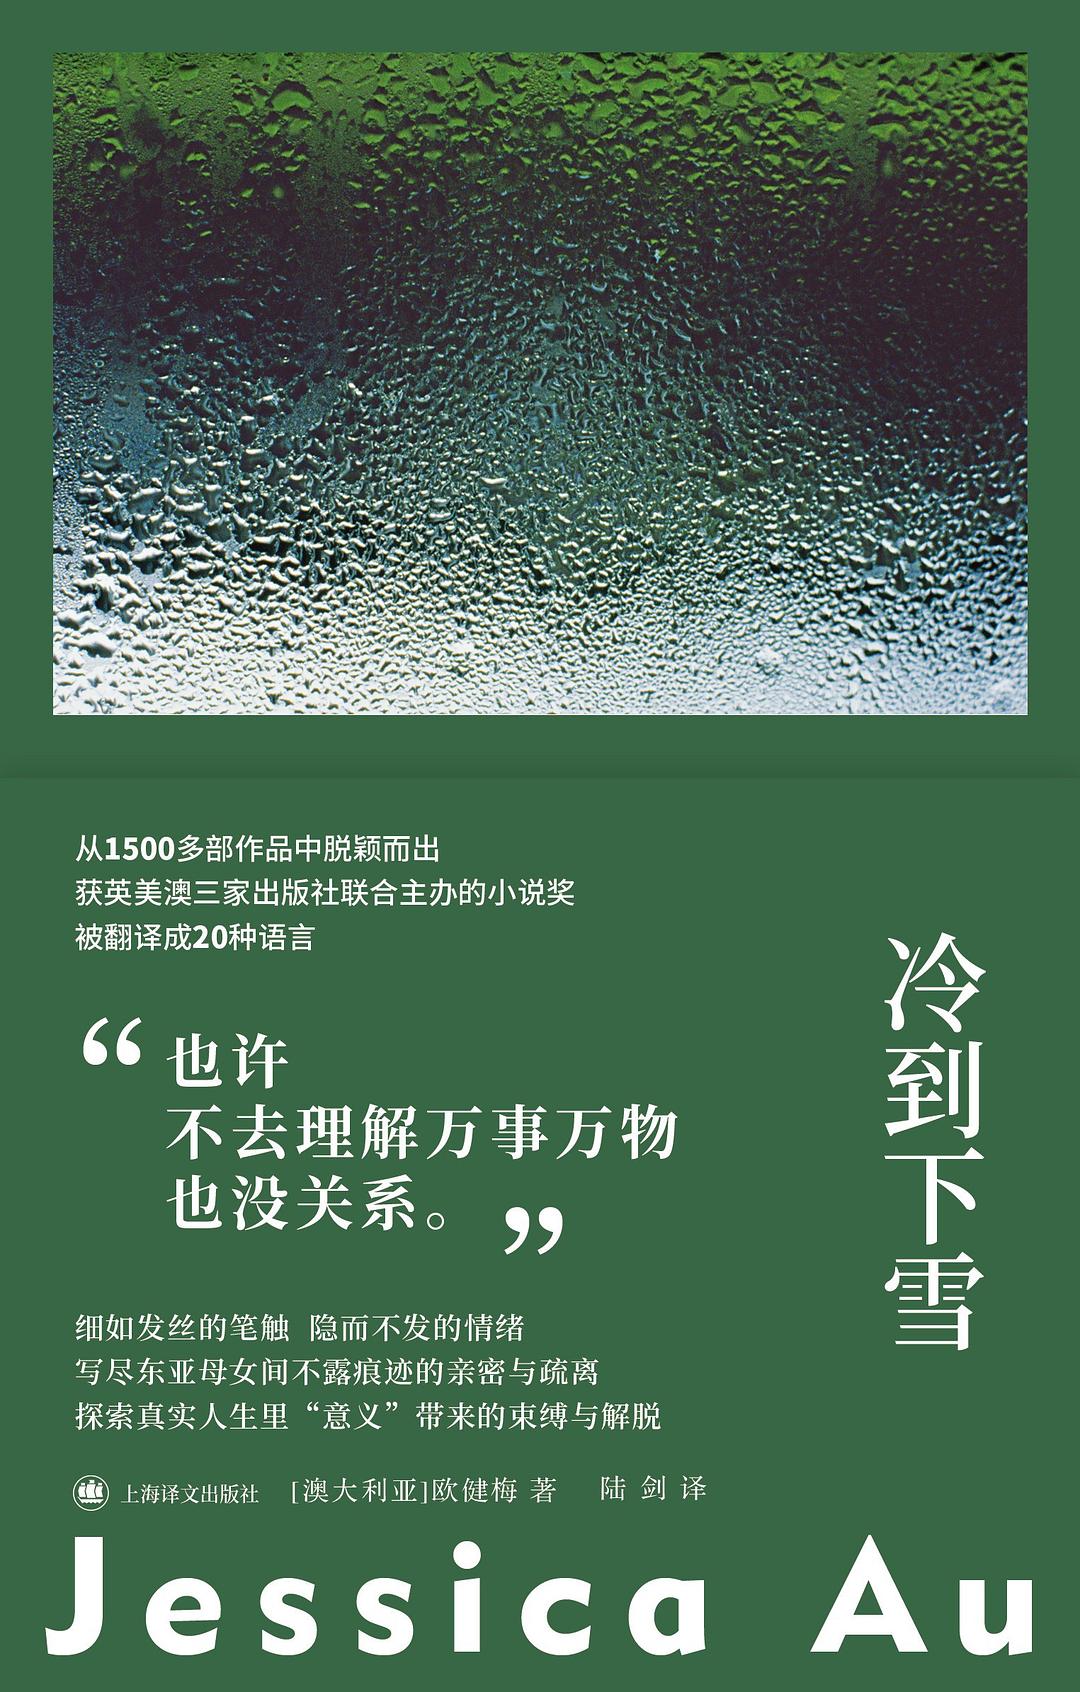 从1500多部作品中脱颖而出
获英美澳三家出版社联合主办的小说奖
被翻译成20种语言
冷到下雪
“也许
不去理解万事万物
也没关系。”
细如发丝的笔触 隐而不发的情绪
写尽东亚母女间不露痕迹的亲密与疏离
探索真实人生里“意义”带来的束缚与解脱
上海译文出版社 [澳大利亚]欧健梅 著 陆剑 译
Jessica Au